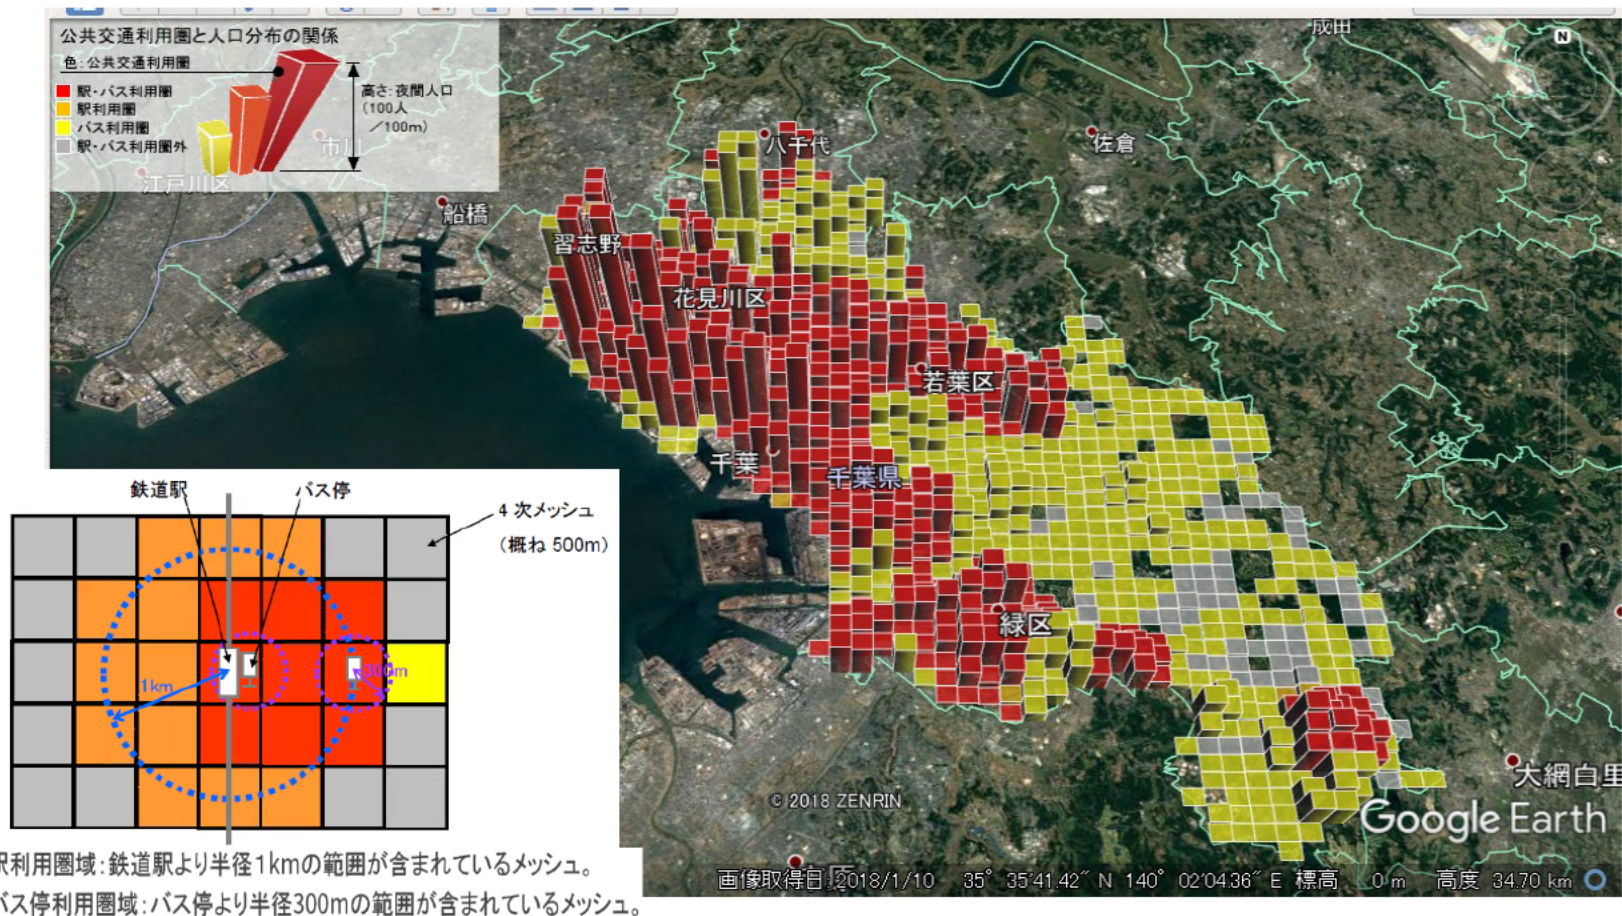 公共交通利用圏と人口分布の関係
色:公共交通利用圏
駅・バス利用圏
駅利用圏
バス利用圏
駅・バス利用圏外
高さ:夜間人口
(100人
/100m)
市川
江戸川区
船橋
習志野
八千代
成田
N
佐倉
花見川区
若葉区
千葉
千葉県
緑区
大網白里
鉄道駅
バス停
4 次メッシュ
(概ね 500m)
1km
300m
© 2018 ZENRIN
Google Earth
画像取得日 2018/1/10 35° 35'41.42" N 140° 02'04.36" E 標高 0 m 高度 34.70 km
駅利用圏域:鉄道駅より半径1kmの範囲が含まれているメッシュ。
バス停利用圏域:バス停より半径300mの範囲が含まれているメッシュ。